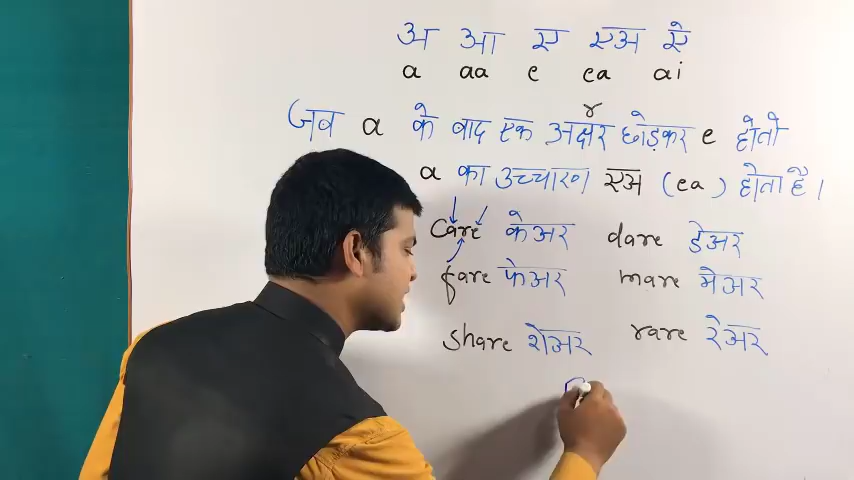 अ आ ए एअ ऐ
a aa e ea ai
r
जब a के बाद एक अक्षर छोड़कर e हो तो
a का उच्चारण एअ (ea) होता है।
care केअर dare डेअर
fare फेअर mare मेअर
share शेअर rare रेअर